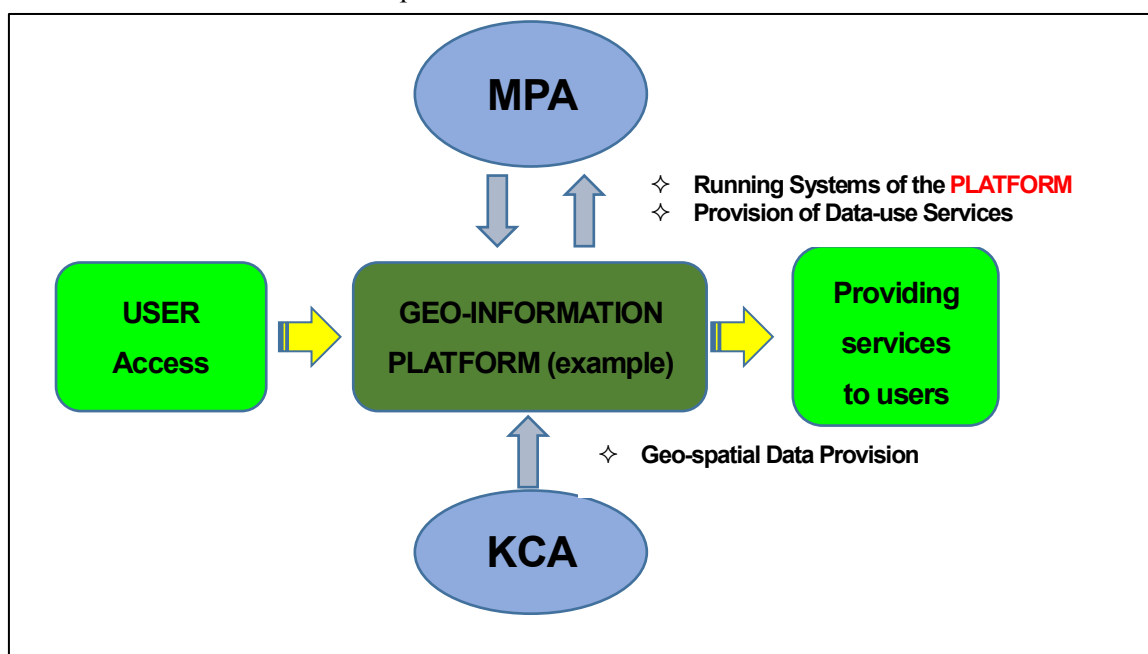 MPA
✧ Running Systems of the PLATFORM
✧ Provision of Data-use Services
USER
Access
GEO-INFORMATION
PLATFORM (example)
Providing
services
to users
✧ Geo-spatial Data Provision
KCA